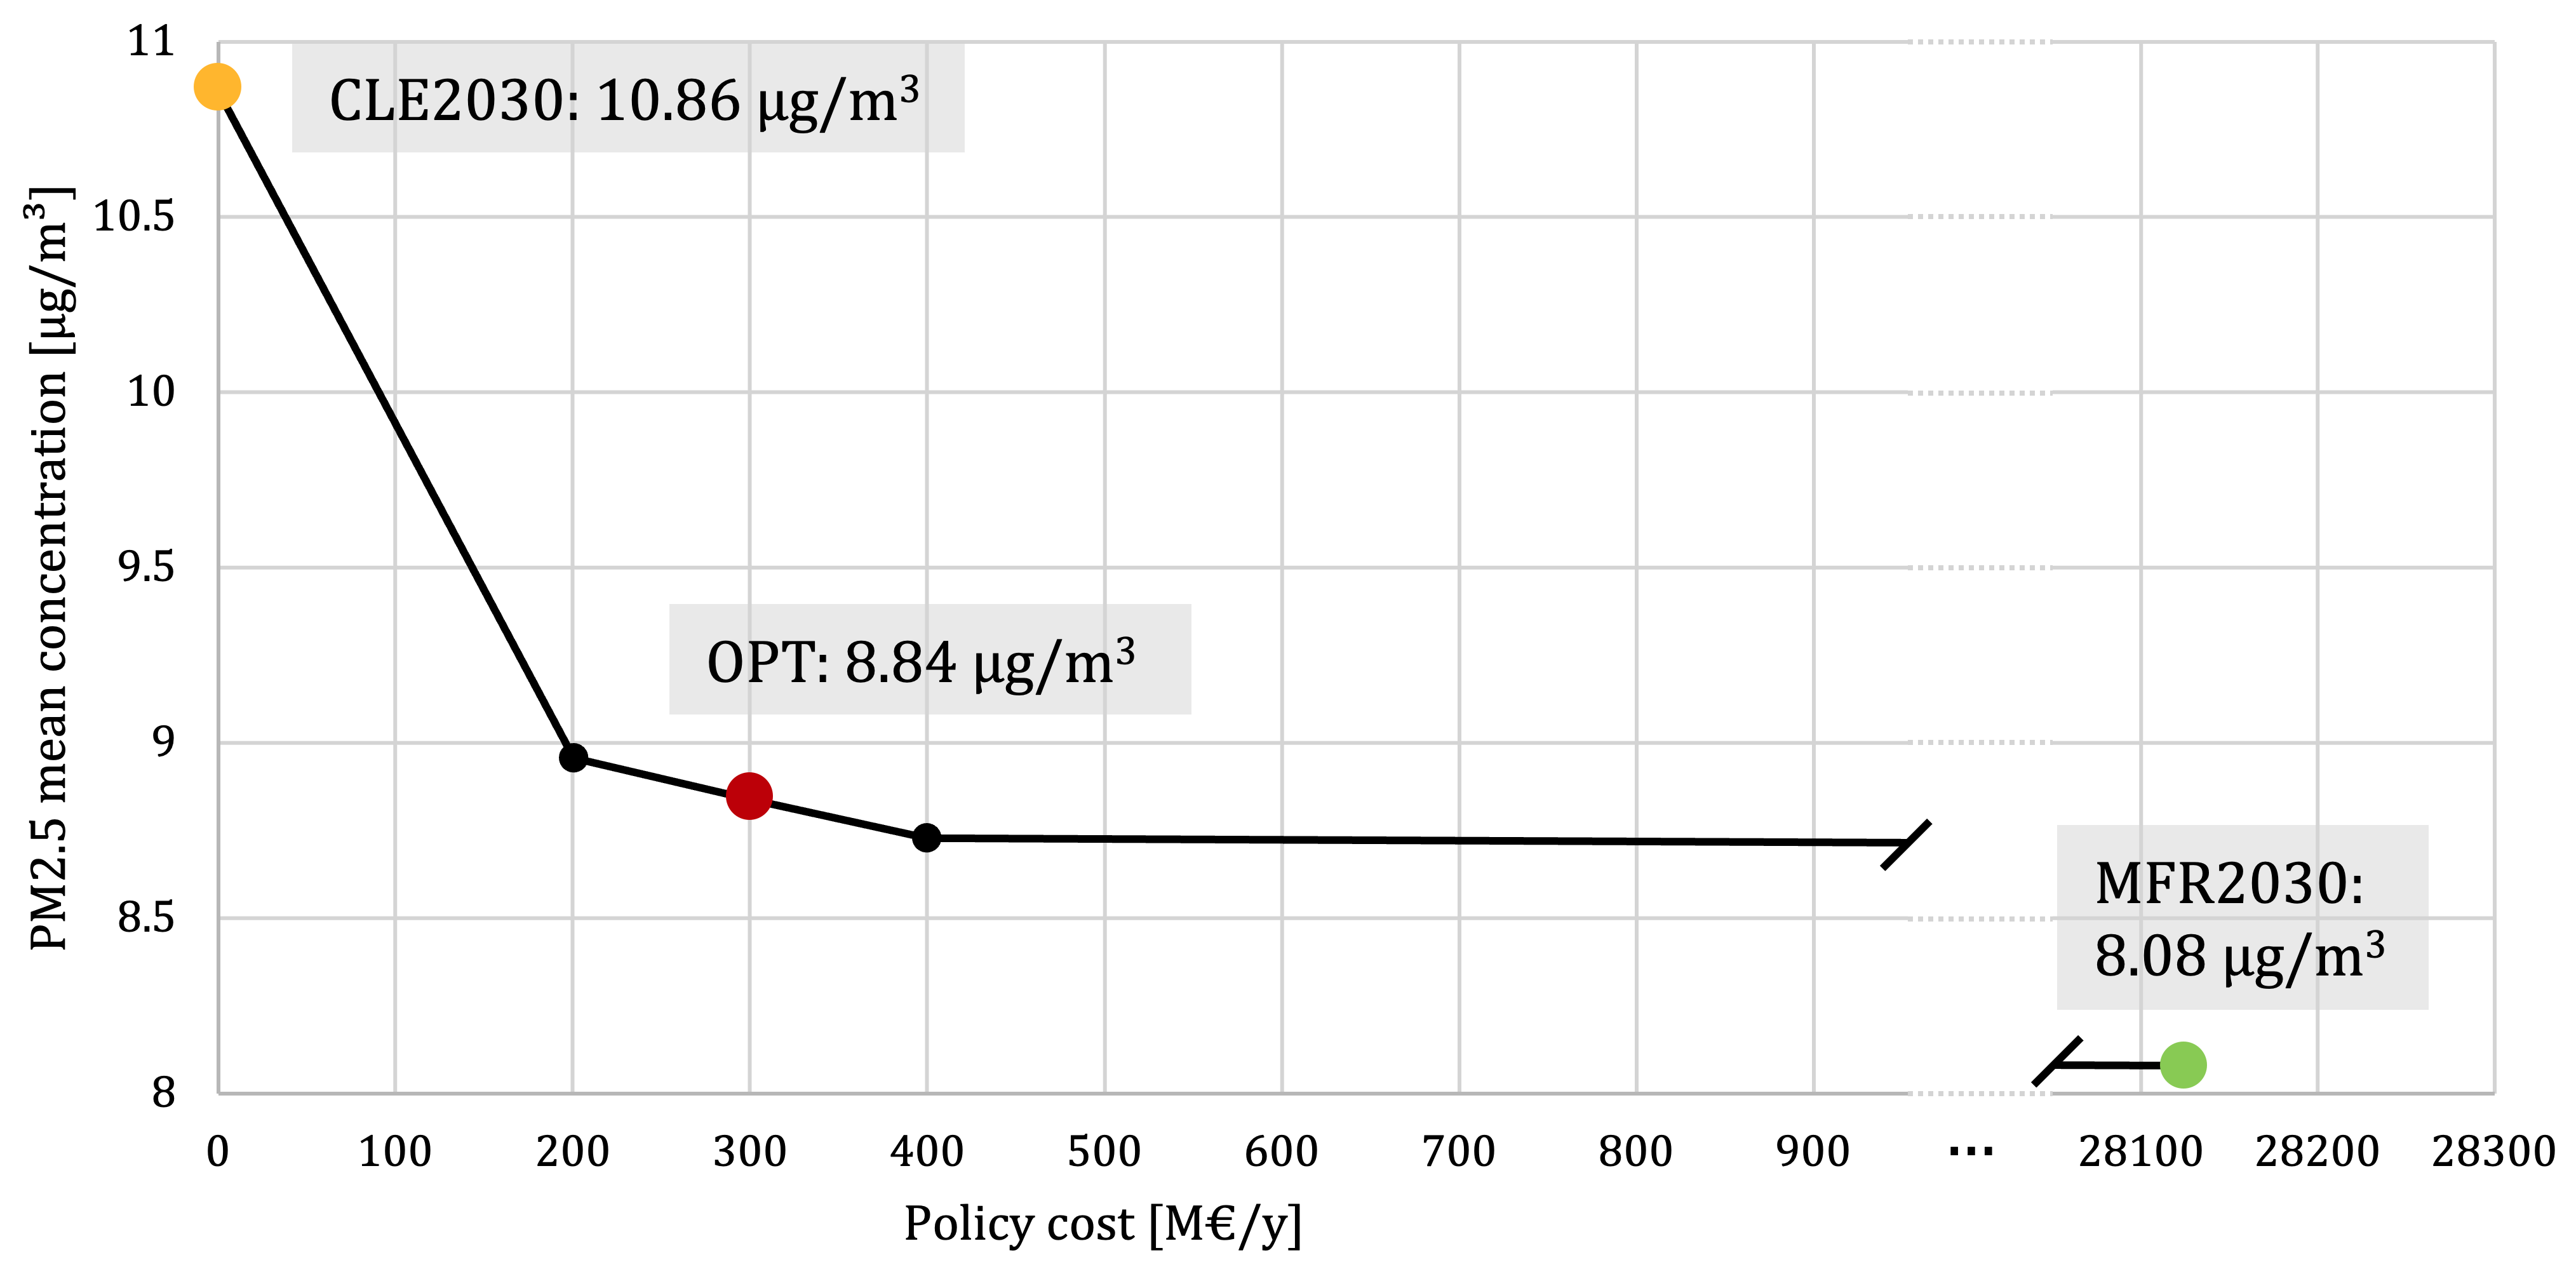 11
10.5
10
9.5
9
8.5
8
PM2.5 mean concentration [μg/m³]
CLE2030: 10.86 μg/m³
OPT: 8.84 μg/m³
MFR2030:
8.08 μg/m³
0 100 200 300 400 500 600 700 800 900 ... 28100 28200 28300
Policy cost [M€/y]